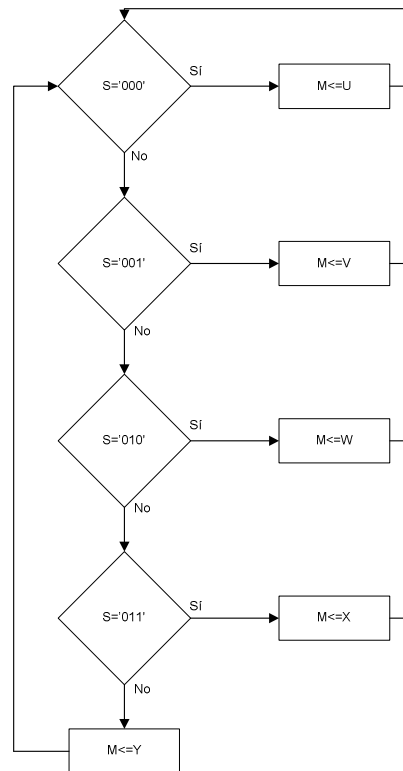 S='000'
Sí
M<=U
No
S='001'
Sí
M<=V
No
S='010'
Sí
M<=W
No
S='011'
Sí
M<=X
No
M<=Y